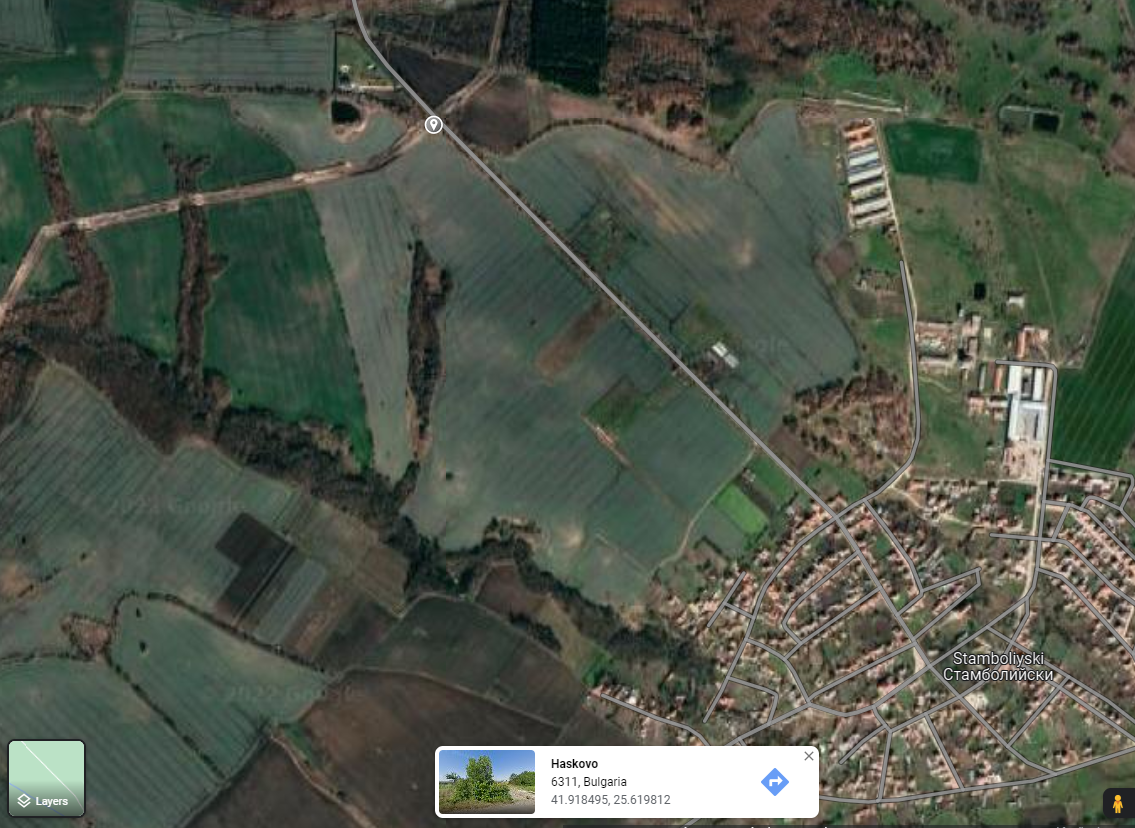 Stamboliyski
Стамболийски
Layers
Haskovo
6311, Bulgaria
41.918495, 25.619812